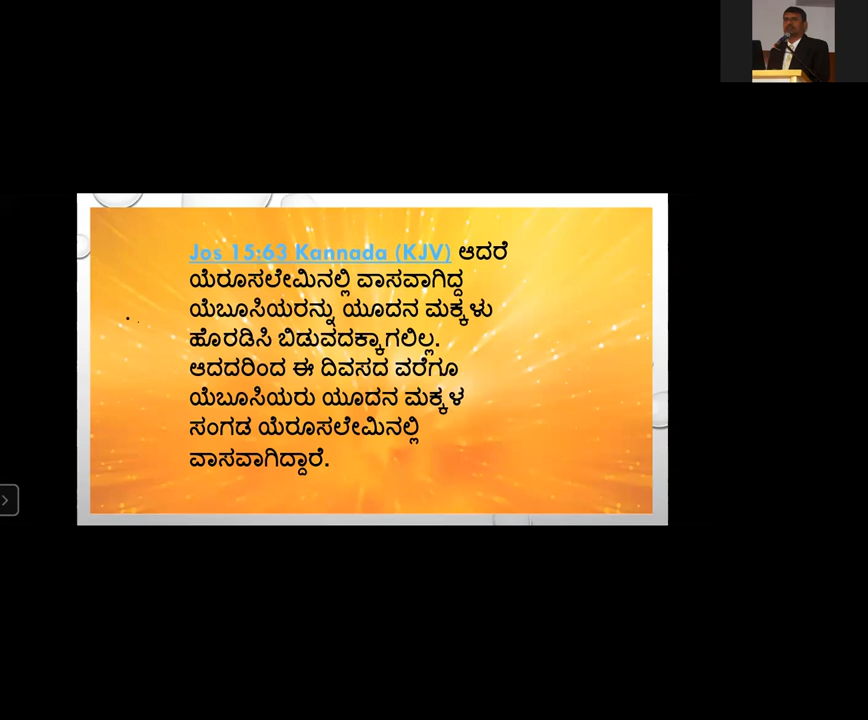 Jos 15:63 Kannada (KJV) ಆದರೆ
ಯೆರೂಸಲೇಮಿನಲ್ಲಿ ವಾಸವಾಗಿದ್ದ
ಯೆಬೂಸಿಯರನ್ನು ಯೂದನ ಮಕ್ಕಳು
ಹೊರಡಿಸಿ ಬಿಡುವದಕ್ಕಾಗಲಿಲ್ಲ.
ಆದದರಿಂದ ಈ ದಿವಸದ ವರೆಗೂ
ಯೆಬೂಸಿಯರು ಯೂದನ ಮಕ್ಕಳ
ಸಂಗಡ ಯೆರೂಸಲೇಮಿನಲ್ಲಿ
ವಾಸವಾಗಿದ್ದಾರೆ.